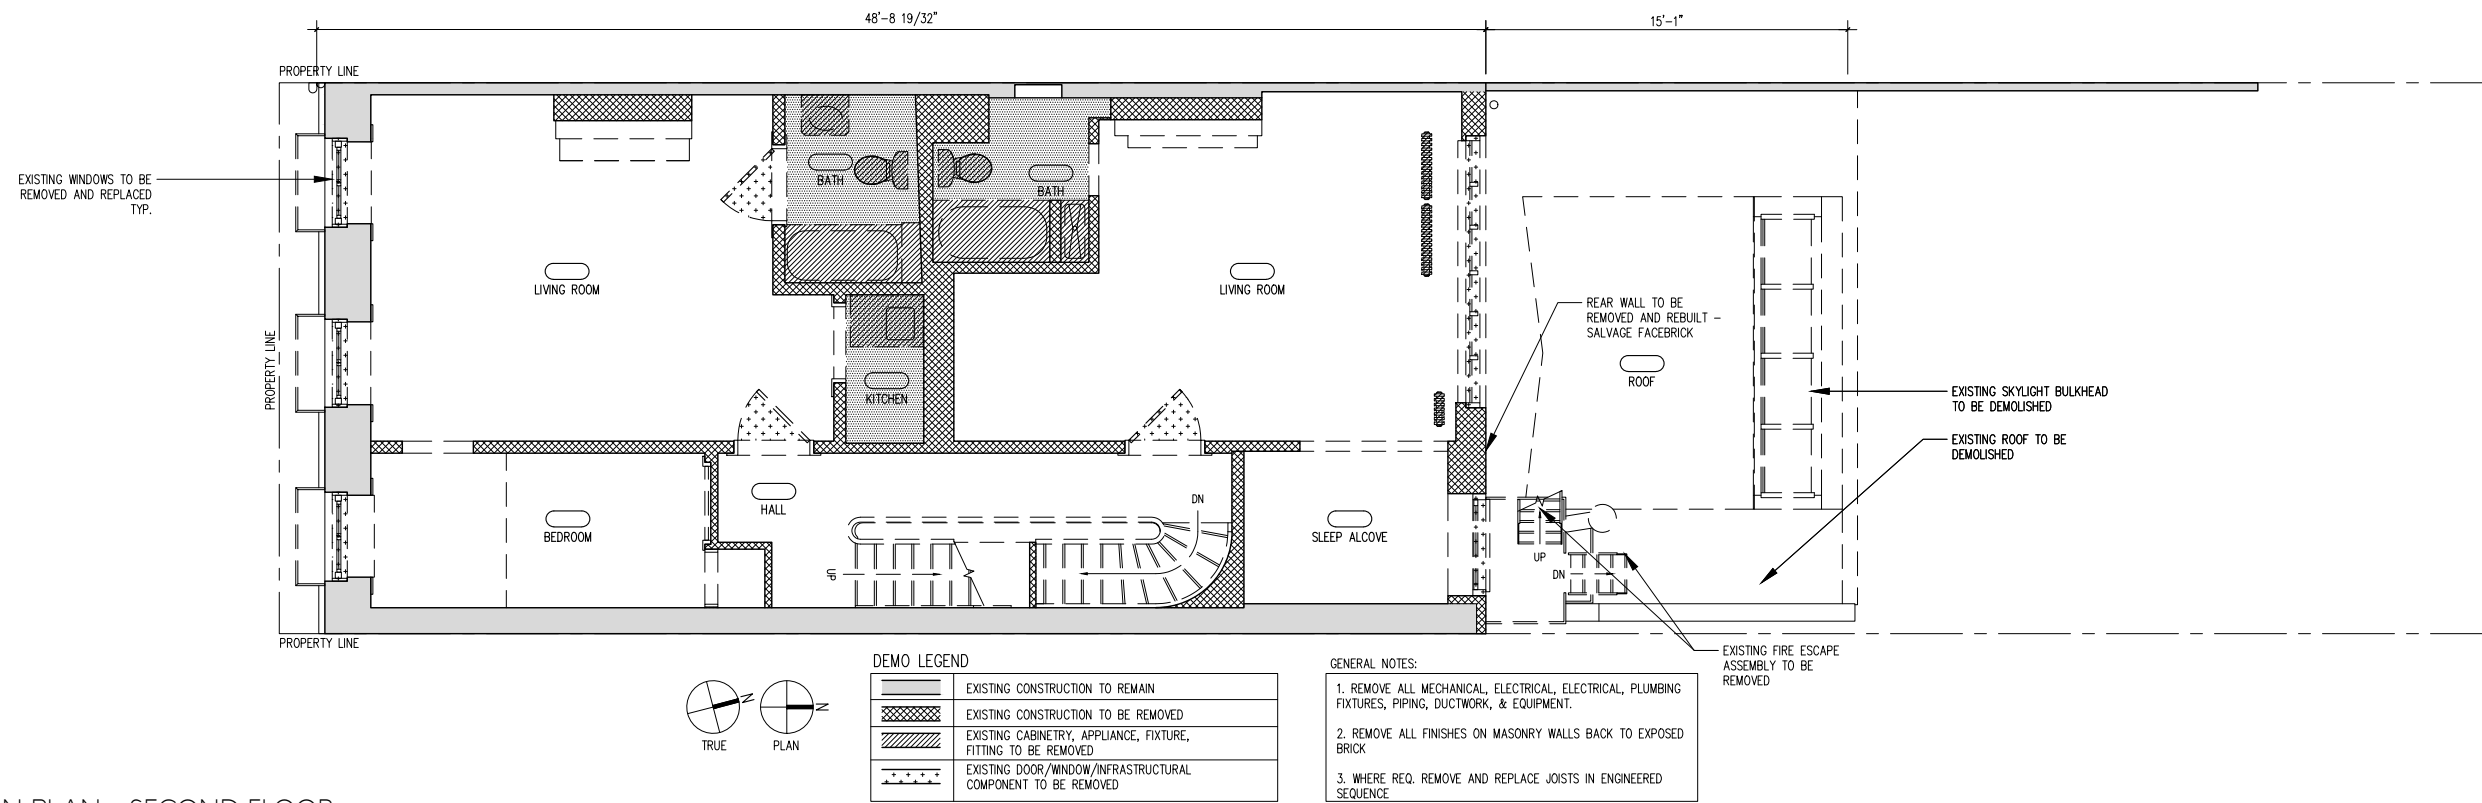 48'-8 19/32"
15'-1"
PROPERTY LINE
EXISTING WINDOWS TO BE
REMOVED AND REPLACED
TYP.
BATH
BATH
LIVING ROOM
LIVING ROOM
REAR WALL TO BE
REMOVED AND REBUILT –
SALVAGE FACEBRICK
PROPERTY LINE
ROOF
KITCHEN
EXISTING SKYLIGHT BULKHEAD
TO BE DEMOLISHED
EXISTING ROOF TO BE
DEMOLISHED
HALL
DN
BEDROOM
SLEEP ALCOVE
UP
UP
DN
PROPERTY LINE
EXISTING FIRE ESCAPE
ASSEMBLY TO BE
REMOVED
N
TRUE
N
PLAN
DEMO LEGEND
EXISTING CONSTRUCTION TO REMAIN
EXISTING CONSTRUCTION TO BE REMOVED
EXISTING CABINETRY, APPLIANCE, FIXTURE,
FITTING TO BE REMOVED
EXISTING DOOR/WINDOW/INFRASTRUCTURAL
COMPONENT TO BE REMOVED
GENERAL NOTES:
1. REMOVE ALL MECHANICAL, ELECTRICAL, ELECTRICAL, PLUMBING
FIXTURES, PIPING, DUCTWORK, & EQUIPMENT.
2. REMOVE ALL FINISHES ON MASONRY WALLS BACK TO EXPOSED
BRICK
3. WHERE REQ. REMOVE AND REPLACE JOISTS IN ENGINEERED
SEQUENCE
PLAN - SECOND FLOOR